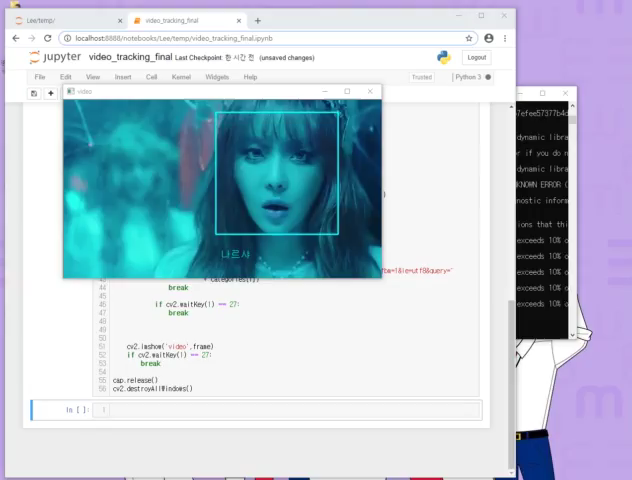 Lee/temp/
video_tracking_final
localhost:8888/notebooks/Lee/temp/video_tracking_final.ipynb
jupyter video_tracking_final Last Checkpoint: 한 시간 전 (unsaved changes)
Logout
File Edit View Insert Cell Kernel Widgets Help
Trusted
Python 3
video
나르샤
7efee57377b4d
dynamic libra
r if you do n
KNOWN ERROR (
nostic inform
ions that thi
exceeds 10% o
exceeds 10% o
exceeds 10% o
exceeds 10% o
exceeds 10% o
fbm=1&ie=utf8&query='
43 = categories[i]
44 break
45
46 if cv2.waitKey(1) == 27:
47 break
48
49
50
51 cv2.imshow('video',frame)
52 if cv2.waitKey(1) == 27:
53 break
54
55 cap.release()
56 cv2.destroyAllWindows()
In [ ]: 1